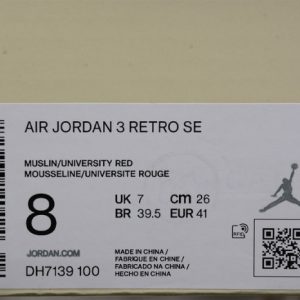 AIR JORDAN 3 RETRO SE
MUSLIN/UNIVERSITY RED
MOUSSELINE/UNIVERSITE ROUGE
8
UK 7 cm 26
BR 39.5 EUR 41
JORDAN.COM
DH7139 100
MADE IN CHINA /
FABRIQUE EN CHINE /
FABRICADO NA CHINA /
HECHO EN CHINA